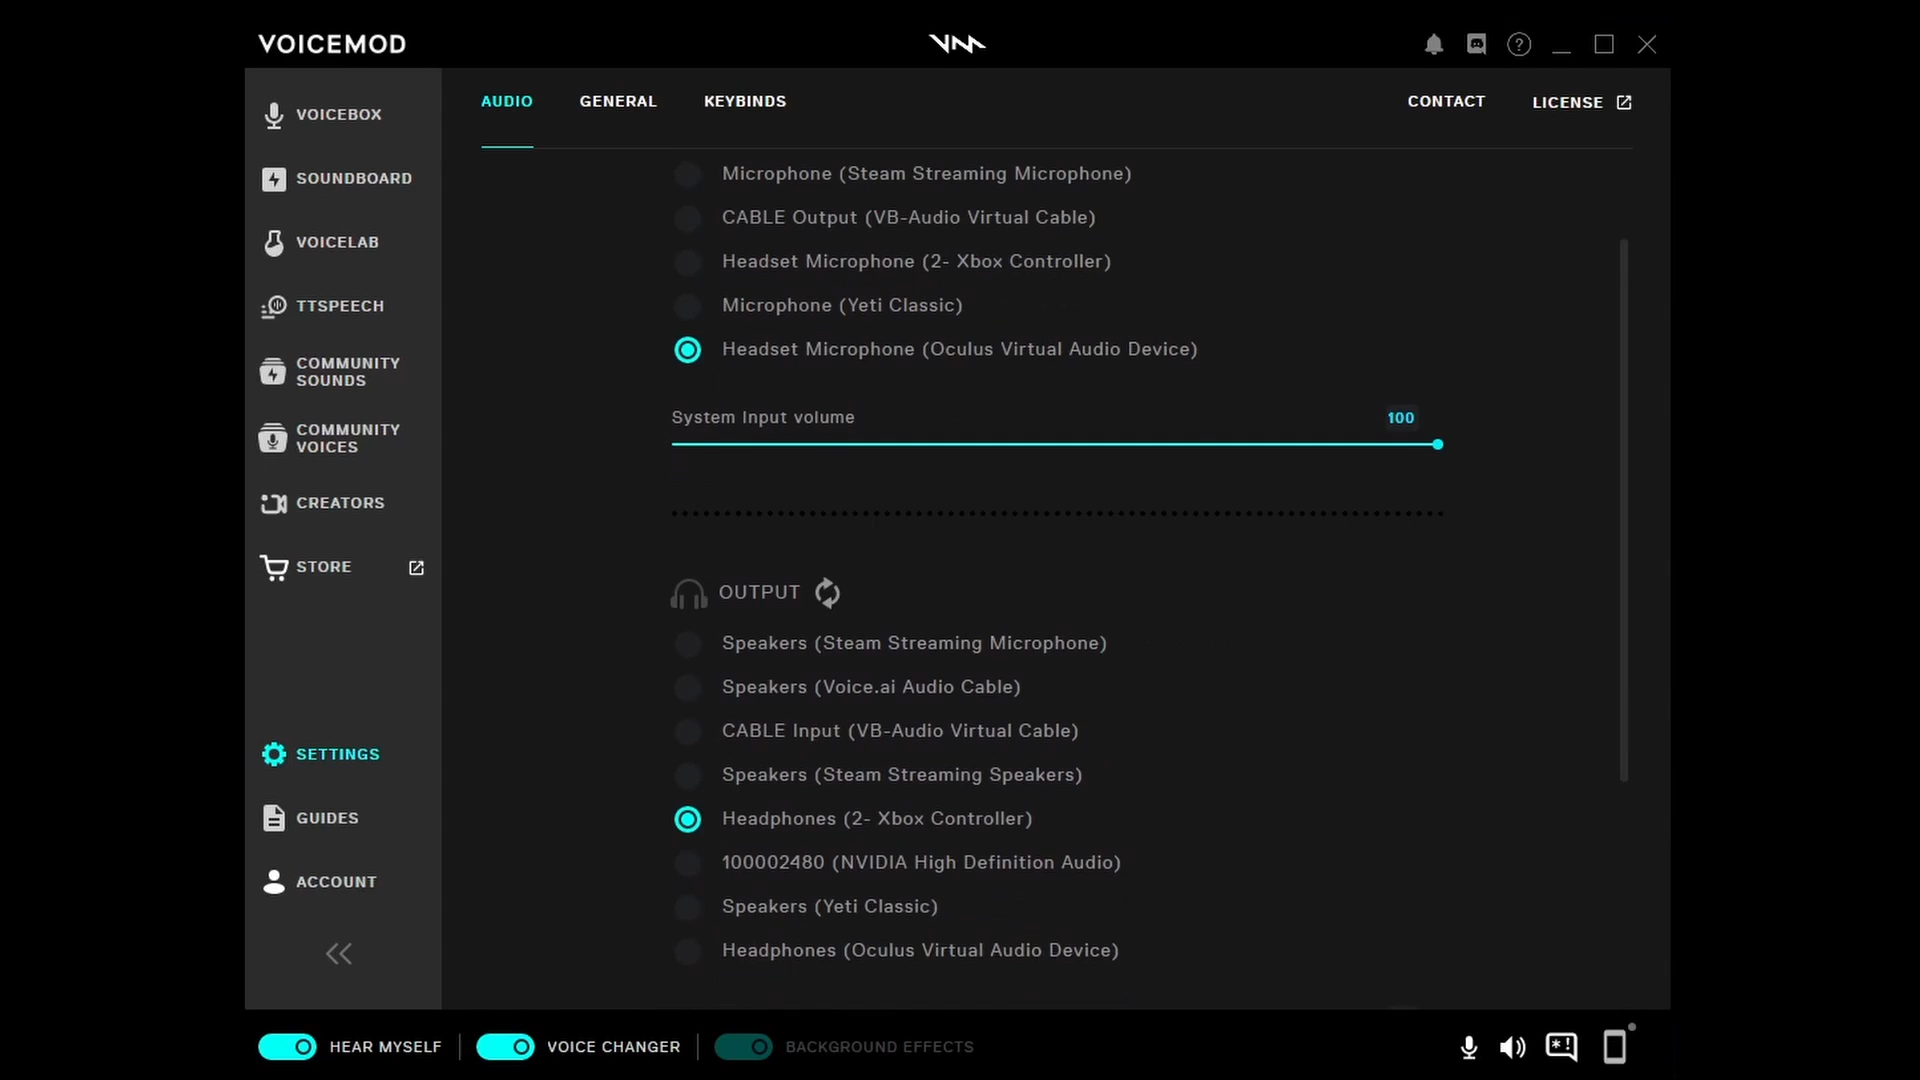 VOICEMOD
AUDIO
GENERAL
KEYBINDS
CONTACT
LICENSE
VOICEBOX
SOUNDBOARD
VOICELAB
TTSPEECH
COMMUNITY
SOUNDS
COMMUNITY
VOICES
CREATORS
STORE
SETTINGS
GUIDES
ACCOUNT
Microphone (Steam Streaming Microphone)
CABLE Output (VB-Audio Virtual Cable)
Headset Microphone (2- Xbox Controller)
Microphone (Yeti Classic)
Headset Microphone (Oculus Virtual Audio Device)
System Input volume 100
OUTPUT
Speakers (Steam Streaming Microphone)
Speakers (Voice.ai Audio Cable)
CABLE Input (VB-Audio Virtual Cable)
Speakers (Steam Streaming Speakers)
Headphones (2- Xbox Controller)
100002480 (NVIDIA High Definition Audio)
Speakers (Yeti Classic)
Headphones (Oculus Virtual Audio Device)
HEAR MYSELF
VOICE CHANGER
BACKGROUND EFFECTS